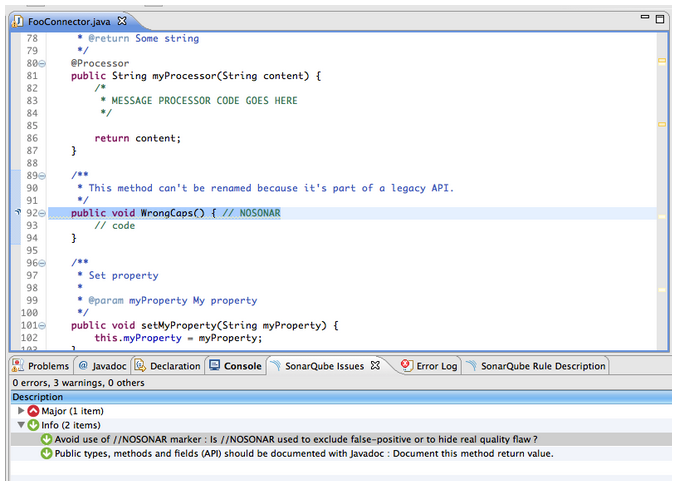 FooConnector.java
78 * @return Some string
79 */
80 @Processor
81 public String myProcessor(String content) {
82 /*
83 * MESSAGE PROCESSOR CODE GOES HERE
84 */
85
86 return content;
87 }
88
89 /**
90 * This method can't be renamed because it's part of a legacy API.
91 */
92 public void WrongCaps() { // NOSONAR
93 // code
94 }
95
96 /**
97 * Set property
98 *
99 * @param myProperty My property
100 */
101 public void setMyProperty(String myProperty) {
102 this.myProperty = myProperty;
103 }
Problems @ Javadoc Declaration Console SonarQube Issues Error Log SonarQube Rule Description
0 errors, 3 warnings, 0 others
Description
Major (1 item)
Info (2 items)
Avoid use of //NOSONAR marker : Is //NOSONAR used to exclude false-positive or to hide real quality flaw ?
Public types, methods and fields (API) should be documented with Javadoc : Document this method return value.